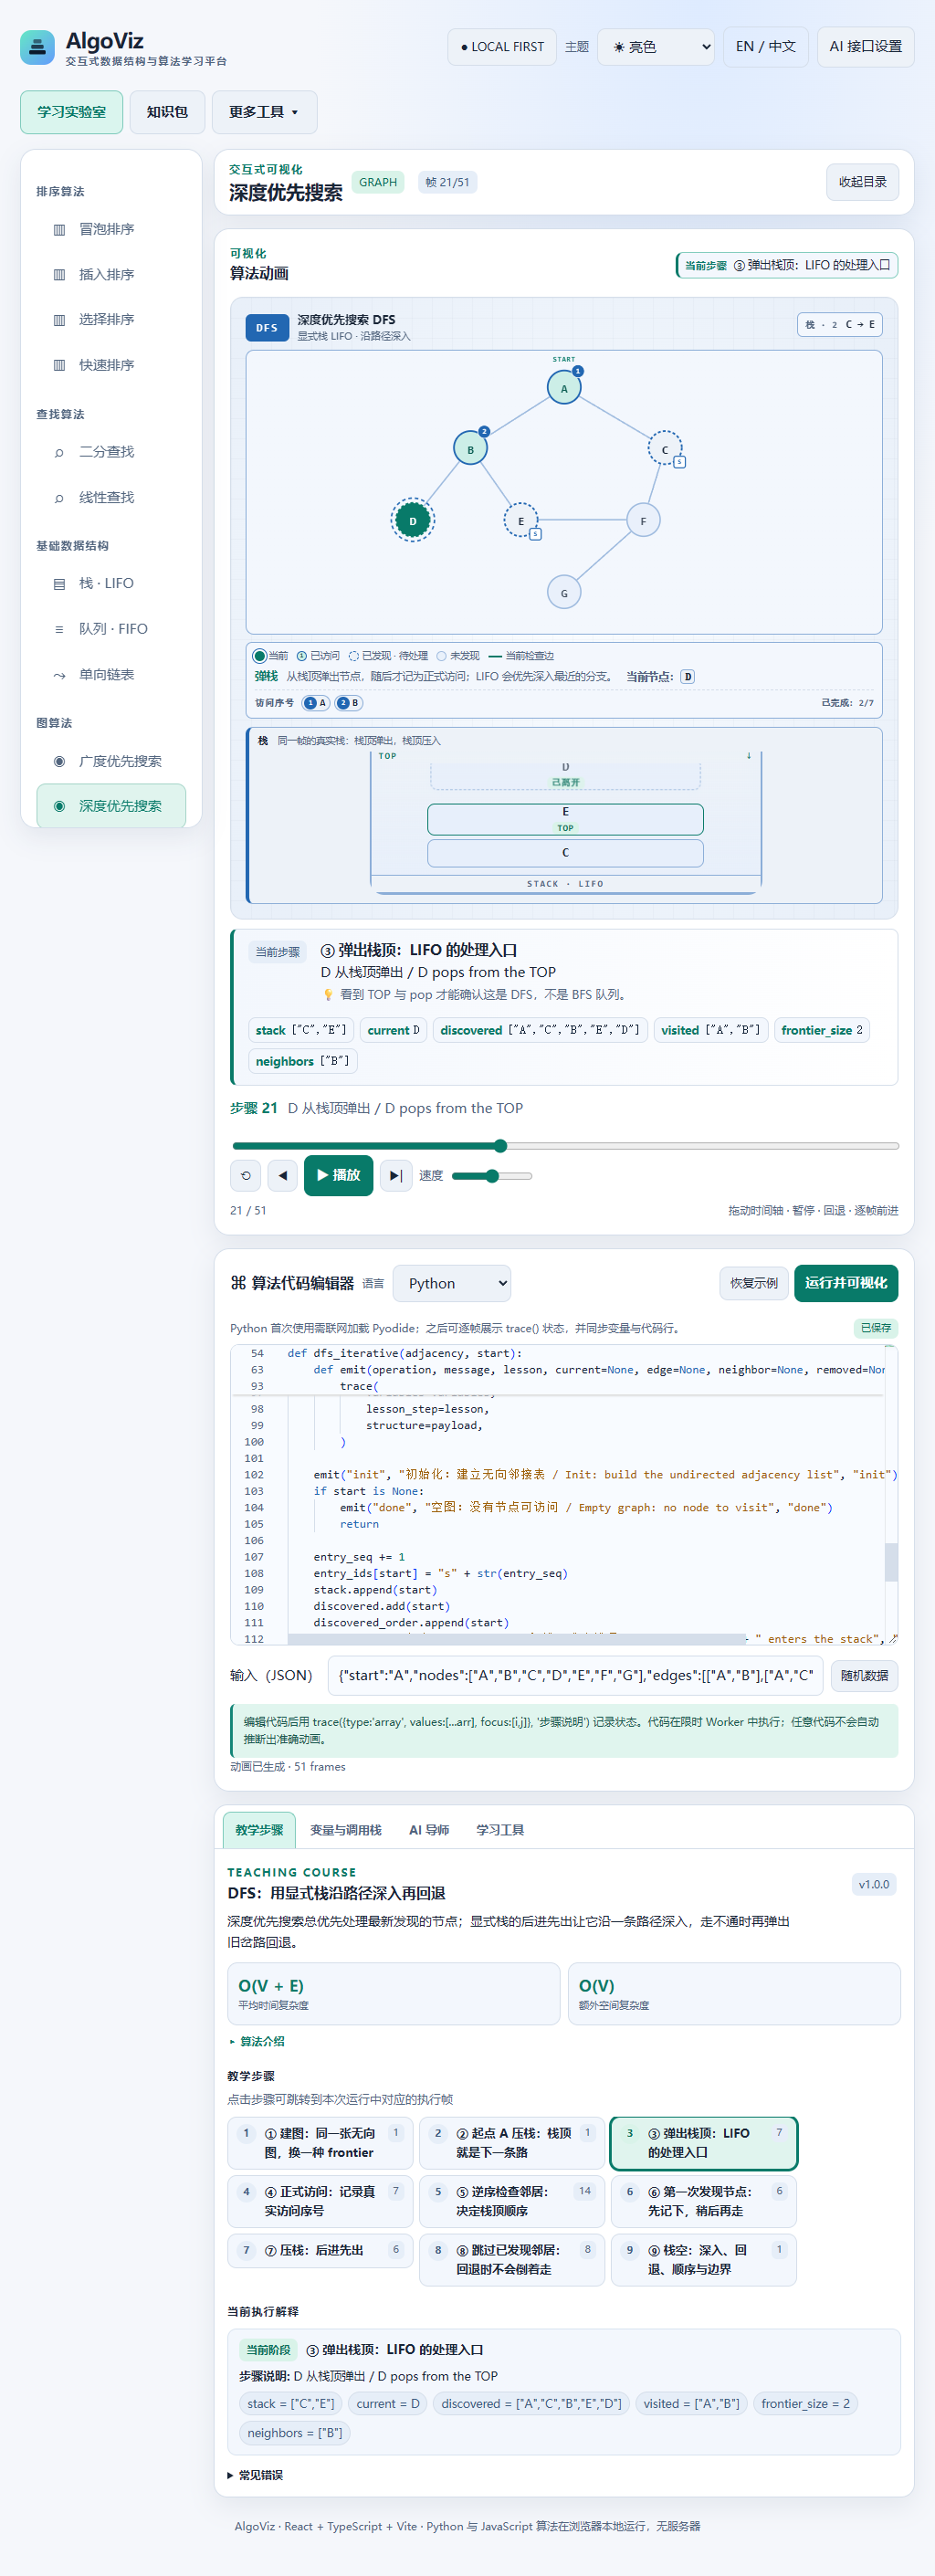 AlgoViz
交互式数据结构与算法学习平台
● LOCAL FIRST
主题
☀ 亮色
EN / 中文
AI 接口设置
学习实验室
知识包
更多工具 ▾
排序算法
冒泡排序
插入排序
选择排序
快速排序
查找算法
二分查找
线性查找
基础数据结构
栈 · LIFO
队列 · FIFO
单向链表
图算法
广度优先搜索
深度优先搜索
交互式可视化
深度优先搜索
GRAPH
帧 21/51
收起目录
可视化
算法动画
当前步骤 ③ 弹出栈顶：LIFO 的处理入口
DFS
深度优先搜索 DFS
显式栈 LIFO · 沿路径深入
栈 · 2 C → E
START
A
1
B
2
C
S
D
E
S
F
G
当前 1 已访问 已发现 · 待处理 未发现 当前检查边
弹栈 从栈顶弹出节点，随后才记为正式访问；LIFO 会优先深入最近的分支。 当前节点： D
访问序号 1 A 2 B
已完成: 2/7
栈 同一帧的真实栈：栈顶弹出，栈顶压入
TOP ↓
D
已离开
E
TOP
C
STACK · LIFO
当前步骤
③ 弹出栈顶：LIFO 的处理入口
D 从栈顶弹出 / D pops from the TOP
💡 看到 TOP 与 pop 才能确认这是 DFS，不是 BFS 队列。
stack ["C","E"]
current D
discovered ["A","C","B","E","D"]
visited ["A","B"]
frontier_size 2
neighbors ["B"]
步骤 21 D 从栈顶弹出 / D pops from the TOP
▶ 播放
速度
21 / 51
拖动时间轴 · 暂停 · 回退 · 逐帧前进
⌘ 算法代码编辑器
语言
Python
恢复示例
运行并可视化
Python 首次使用需联网加载 Pyodide；之后可逐帧展示 trace() 状态，并同步变量与代码行。
已保存
54 def dfs_iterative(adjacency, start):
63 def emit(operation, message, lesson, current=None, edge=None, neighbor=None, removed=Non
93 trace(
98 lesson_step=lesson,
99 structure=payload,
100 )
101
102 emit("init", "初始化：建立无向邻接表 / Init: build the undirected adjacency list", "init")
103 if start is None:
104 emit("done", "空图：没有节点可访问 / Empty graph: no node to visit", "done")
105 return
106
107 entry_seq += 1
108 entry_ids[start] = "s" + str(entry_seq)
109 stack.append(start)
110 discovered.add(start)
111 discovered_order.append(start)
112 " enters the stack", "
输入（JSON）
{"start":"A","nodes":["A","B","C","D","E","F","G"],"edges":[["A","B"],["A","C"
随机数据
编辑代码后用 trace({type:'array', values:[...arr], focus:[i,j]}, '步骤说明') 记录状态。代码在限时 Worker 中执行；任意代码不会自动
推断出准确动画。
动画已生成 · 51 frames
教学步骤
变量与调用栈
AI 导师
学习工具
TEACHING COURSE
DFS：用显式栈沿路径深入再回退
v1.0.0
深度优先搜索总优先处理最新发现的节点；显式栈的后进先出让它沿一条路径深入，走不通时再弹出
旧岔路回退。
O(V + E)
平均时间复杂度
O(V)
额外空间复杂度
▸ 算法介绍
教学步骤
点击步骤可跳转到本次运行中对应的执行帧
1 ① 建图：同一张无向 1
图，换一种 frontier
2 ② 起点 A 压栈：栈顶 1
就是下一条路
3 ③ 弹出栈顶：LIFO 7
的处理入口
4 ④ 正式访问：记录真 7
实访问序号
5 ⑤ 逆序检查邻居： 14
决定栈顶顺序
6 ⑥ 第一次发现节点： 6
先记下，稍后再走
7 ⑦ 压栈：后进先出 6
8 ⑧ 跳过已发现邻居： 8
回退时不会倒着走
9 ⑨ 栈空：深入、回 1
退、顺序与边界
当前执行解释
当前阶段 ③ 弹出栈顶：LIFO 的处理入口
步骤说明: D 从栈顶弹出 / D pops from the TOP
stack = ["C","E"]
current = D
discovered = ["A","C","B","E","D"]
visited = ["A","B"]
frontier_size = 2
neighbors = ["B"]
▶ 常见错误
AlgoViz · React + TypeScript + Vite · Python 与 JavaScript 算法在浏览器本地运行，无服务器